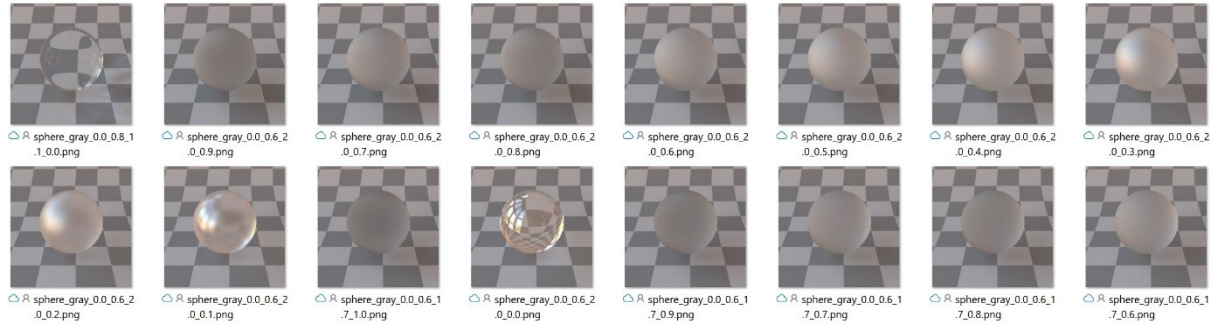 sphere_gray_0.0_0.8_1
.1_0.0.png
sphere_gray_0.0_0.6_2
.0_0.9.png
sphere_gray_0.0_0.6_2
.0_0.7.png
sphere_gray_0.0_0.6_2
.0_0.8.png
sphere_gray_0.0_0.6_2
.0_0.6.png
sphere_gray_0.0_0.6_2
.0_0.5.png
sphere_gray_0.0_0.6_2
.0_0.4.png
sphere_gray_0.0_0.6_2
.0_0.3.png
sphere_gray_0.0_0.6_2
.0_0.2.png
sphere_gray_0.0_0.6_2
.0_0.1.png
sphere_gray_0.0_0.6_1
.7_1.0.png
sphere_gray_0.0_0.6_2
.0_0.0.png
sphere_gray_0.0_0.6_1
.7_0.9.png
sphere_gray_0.0_0.6_1
.7_0.7.png
sphere_gray_0.0_0.6_1
.7_0.8.png
sphere_gray_0.0_0.6_1
.7_0.6.png